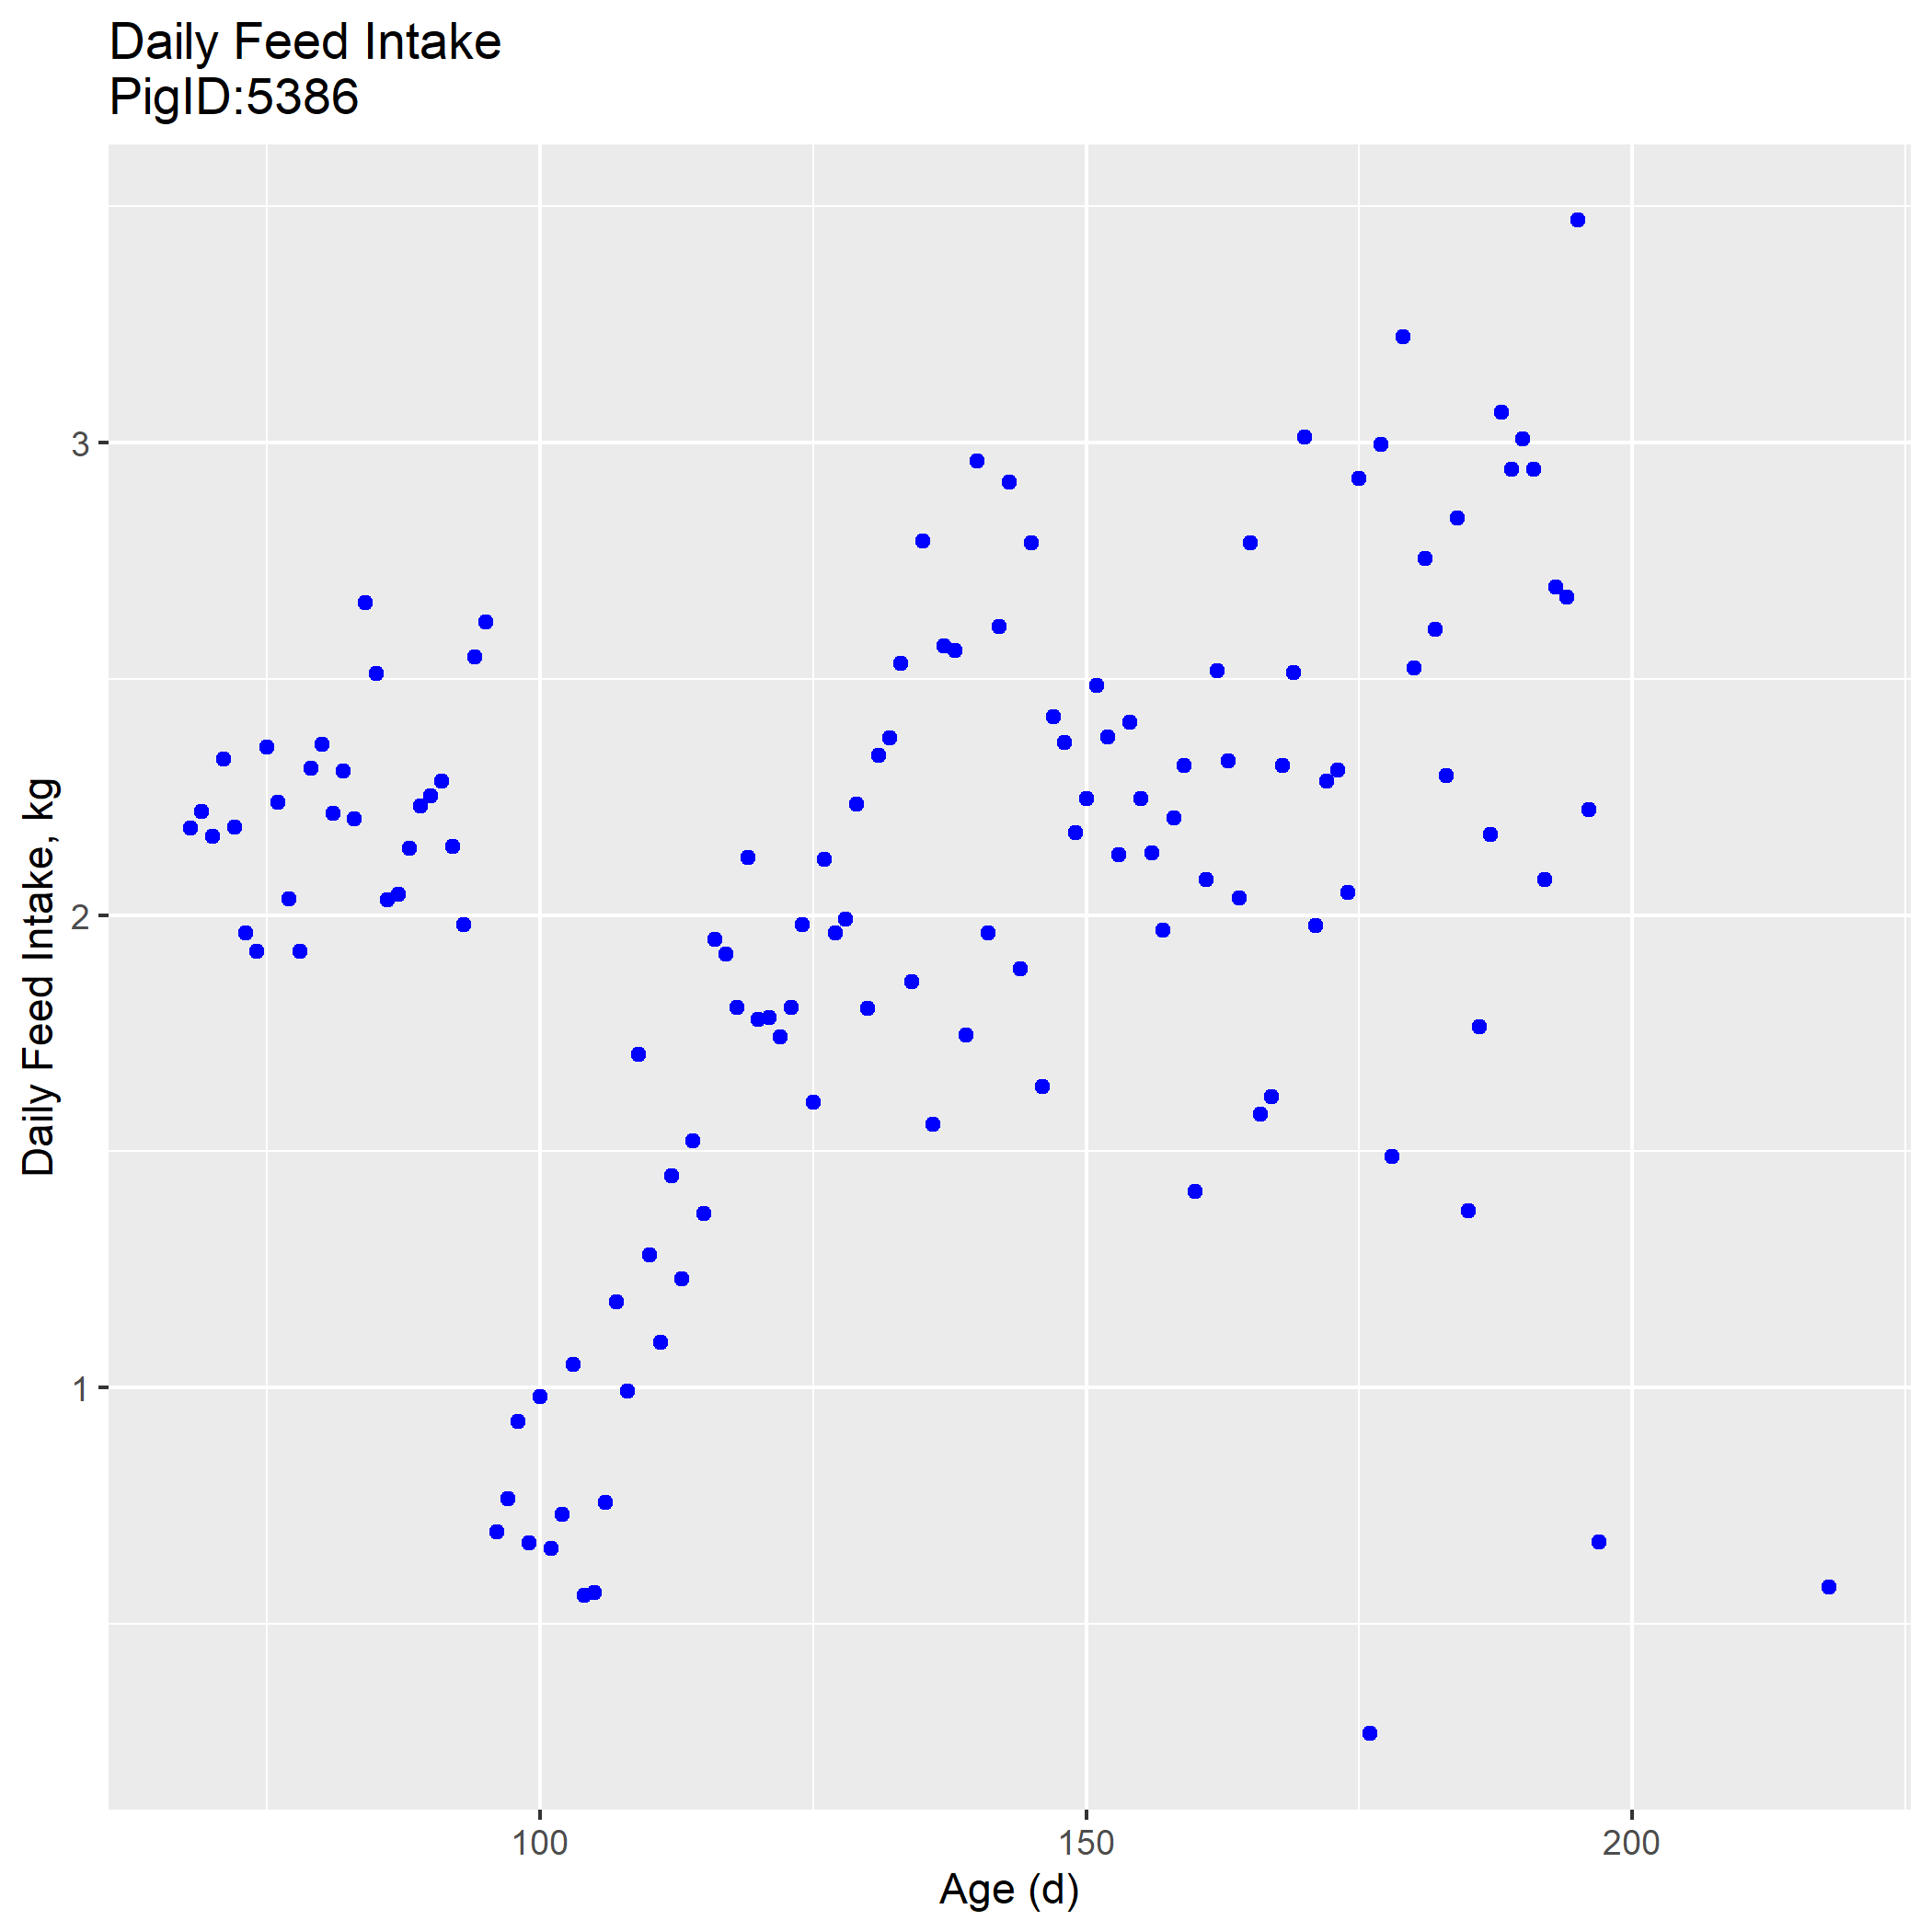 Daily Feed Intake
PigID:5386
3
2
1
Daily Feed Intake, kg
100 150 200
Age (d)